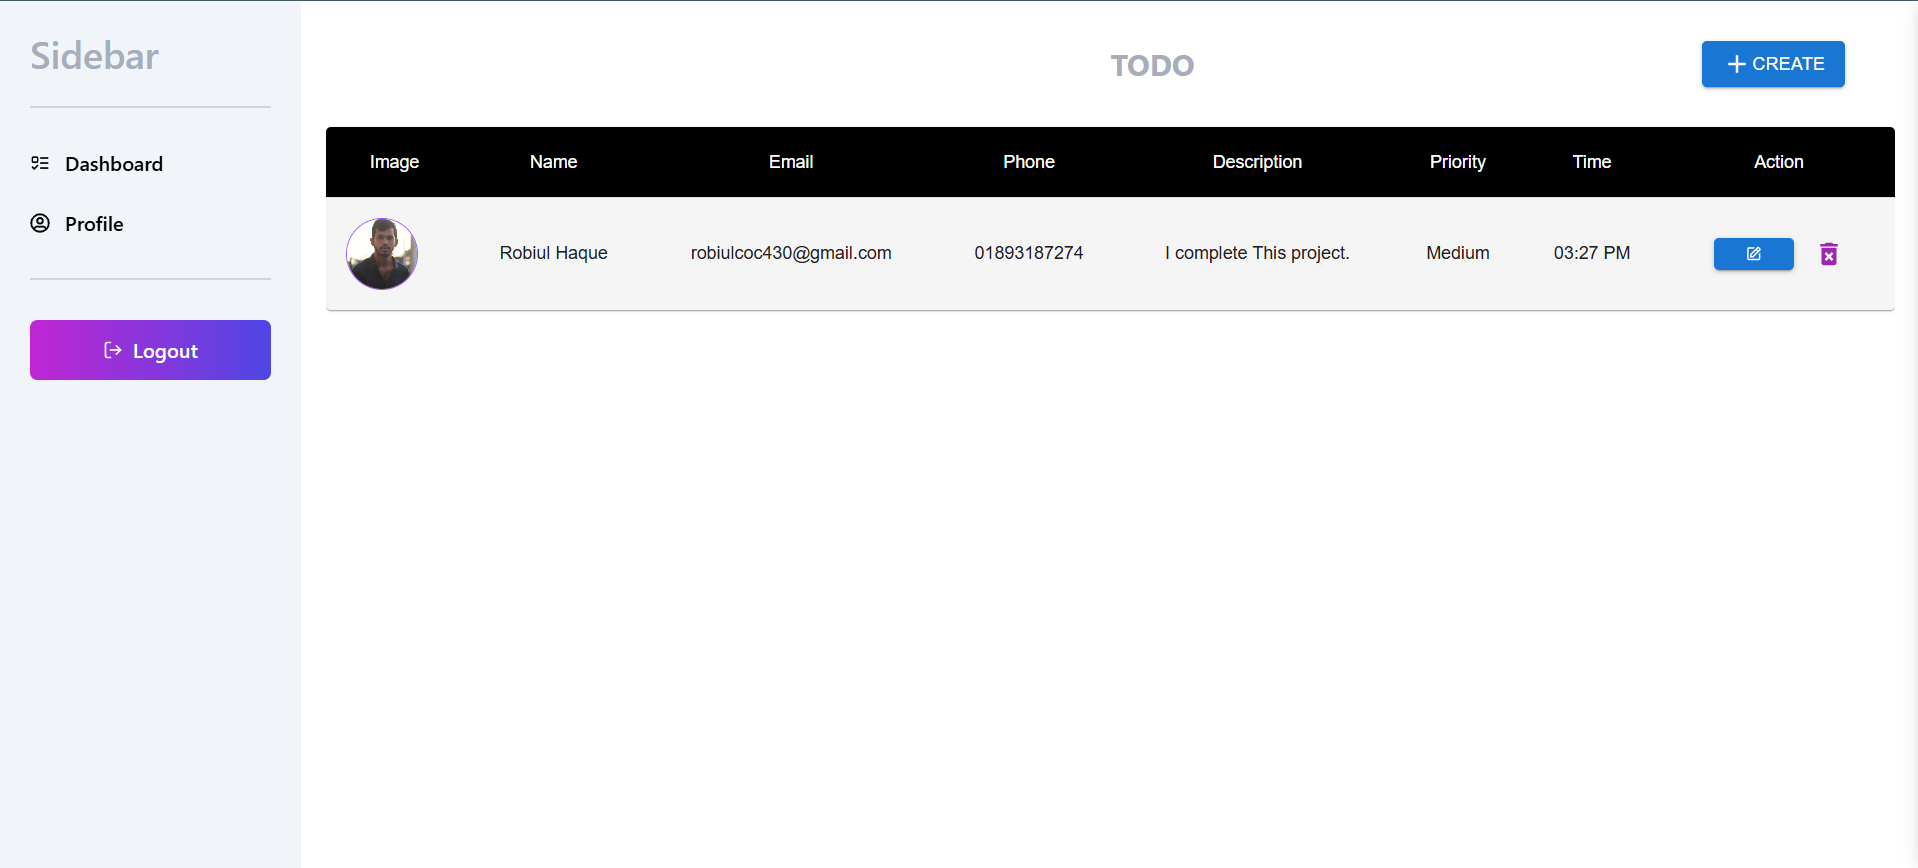 Sidebar
Dashboard
Profile
Logout
TODO
CREATE
Image Name Email Phone Description Priority Time Action
Robiul Haque robiulcoc430@gmail.com 01893187274 I complete This project. Medium 03:27 PM